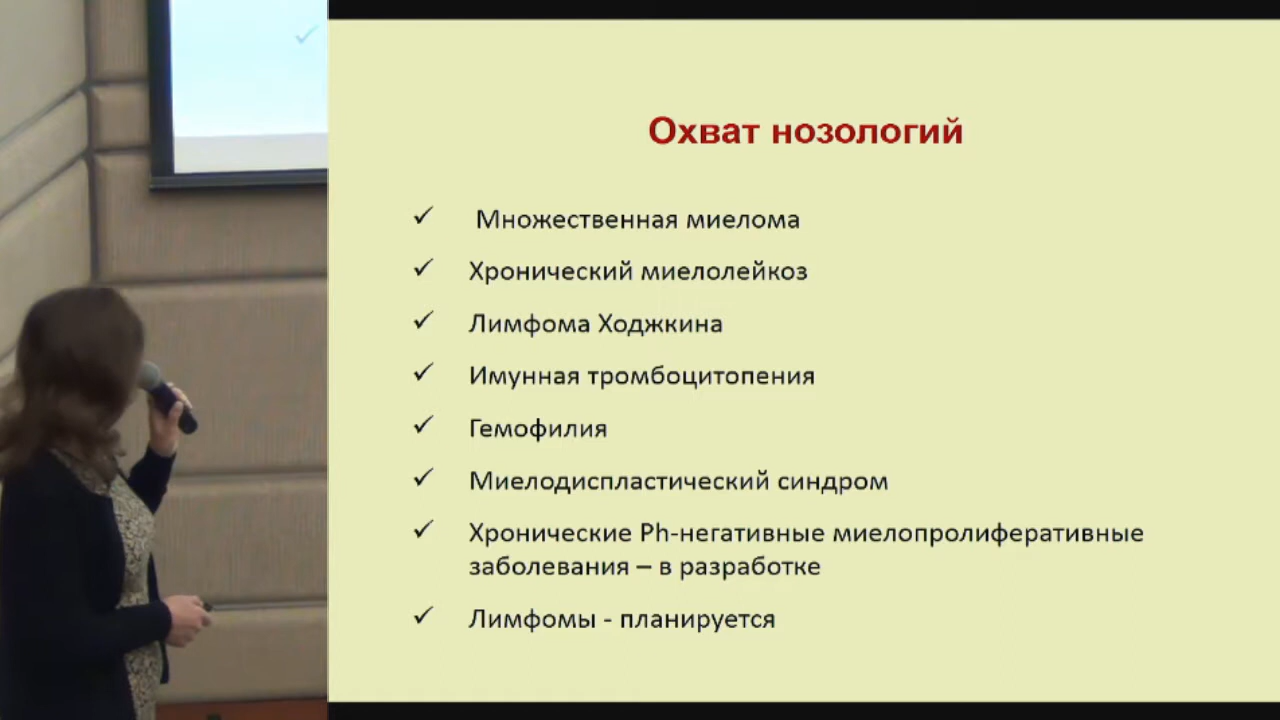 Охват нозологий
Множественная миелома
Хронический миелолейкоз
Лимфома Ходжкина
Имунная тромбоцитопения
Гемофилия
Миелодиспластический синдром
Хронические Ph-негативные миелопролиферативные
заболевания – в разработке
Лимфомы - планируется